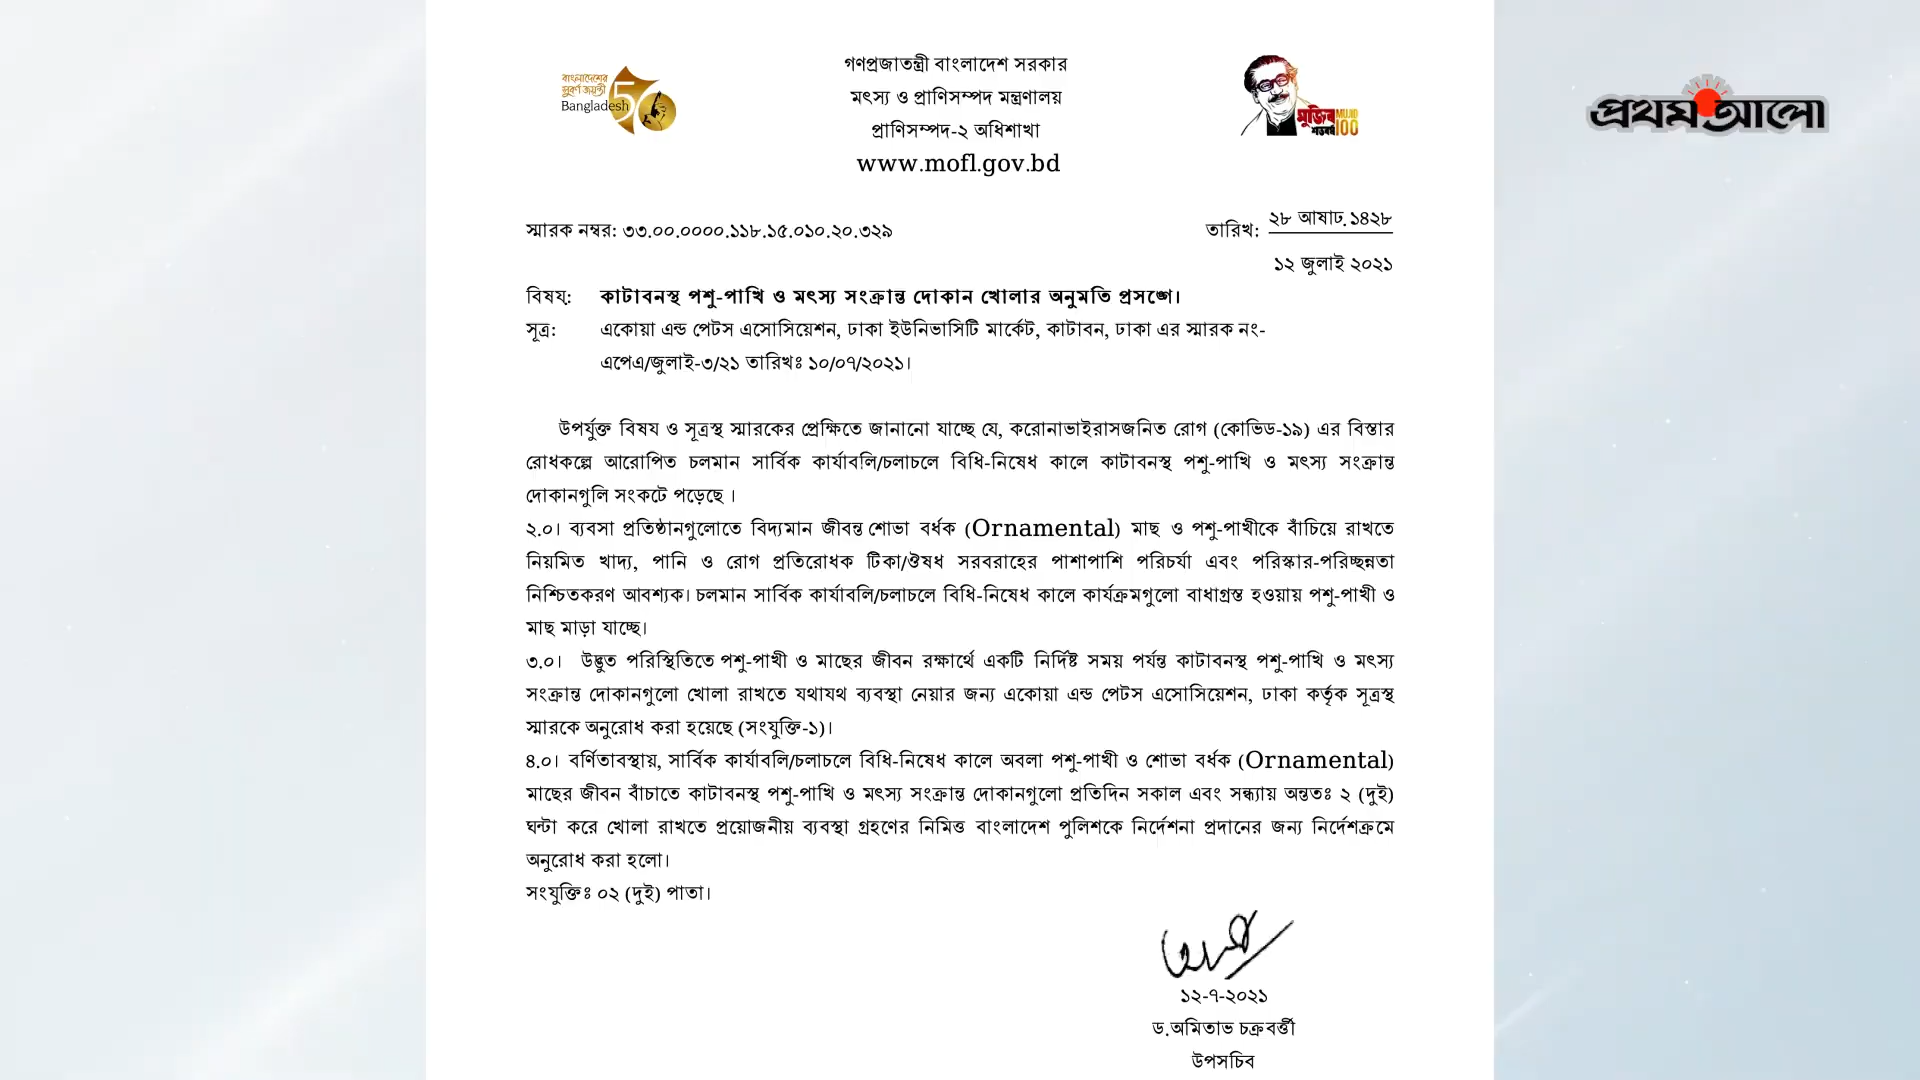 বাংলাদেশের
সুবর্ণ জয়ন্তী
Bangladesh 50
গণপ্রজাতন্ত্রী বাংলাদেশ সরকার
মৎস্য ও প্রাণিসম্পদ মন্ত্রণালয়
প্রাণিসম্পদ-২ অধিশাখা
www.mofl.gov.bd
মুজিব MUJIB
শতবর্ষ 100
প্রথম আলো
স্মারক নম্বর: ৩৩.০০.০০০০.১১৮.১৫.০১০.২০.৩২৯
তারিখ: ২৮ আষাঢ়.১৪২৮
১২ জুলাই ২০২১
বিষয়: কাটাবনস্থ পশু-পাখি ও মৎস্য সংক্রান্ত দোকান খোলার অনুমতি প্রসঙ্গে।
সূত্র: একোয়া এন্ড পেটস এসোসিয়েশন, ঢাকা ইউনিভাসিটি মার্কেট, কাটাবন, ঢাকা এর স্মারক নং-
এপেএ/জুলাই-৩/২১ তারিখঃ ১০/০৭/২০২১।
উপর্যুক্ত বিষয ও সূত্রস্থ স্মারকের প্রেক্ষিতে জানানো যাচ্ছে যে, করোনাভাইরাসজনিত রোগ (কোভিড-১৯) এর বিস্তার
রোধকল্পে আরোপিত চলমান সার্বিক কার্যাবলি/চলাচলে বিধি-নিষেধ কালে কাটাবনস্থ পশু-পাখি ও মৎস্য সংক্রান্ত
দোকানগুলি সংকটে পড়েছে ।
২.০। ব্যবসা প্রতিষ্ঠানগুলোতে বিদ্যমান জীবন্ত শোভা বর্ধক (Ornamental) মাছ ও পশু-পাখীকে বাঁচিয়ে রাখতে
নিয়মিত খাদ্য, পানি ও রোগ প্রতিরোধক টিকা/ঔষধ সরবরাহের পাশাপাশি পরিচর্যা এবং পরিস্কার-পরিচ্ছন্নতা
নিশ্চিতকরণ আবশ্যক। চলমান সার্বিক কার্যাবলি/চলাচলে বিধি-নিষেধ কালে কার্যক্রমগুলো বাধাগ্রস্ত হওয়ায় পশু-পাখী ও
মাছ মাড়া যাচ্ছে।
৩.০। উদ্ভুত পরিস্থিতিতে পশু-পাখী ও মাছের জীবন রক্ষার্থে একটি নির্দিষ্ট সময় পর্যন্ত কাটাবনস্থ পশু-পাখি ও মৎস্য
সংক্রান্ত দোকানগুলো খোলা রাখতে যথাযথ ব্যবস্থা নেয়ার জন্য একোয়া এন্ড পেটস এসোসিয়েশন, ঢাকা কর্তৃক সূত্রস্থ
স্মারকে অনুরোধ করা হয়েছে (সংযুক্তি-১)।
৪.০। বর্ণিতাবস্থায়, সার্বিক কার্যাবলি/চলাচলে বিধি-নিষেধ কালে অবলা পশু-পাখী ও শোভা বর্ধক (Ornamental)
মাছের জীবন বাঁচাতে কাটাবনস্থ পশু-পাখি ও মৎস্য সংক্রান্ত দোকানগুলো প্রতিদিন সকাল এবং সন্ধ্যায় অন্ততঃ ২ (দুই)
ঘন্টা করে খোলা রাখতে প্রয়োজনীয় ব্যবস্থা গ্রহণের নিমিত্ত বাংলাদেশ পুলিশকে নির্দেশনা প্রদানের জন্য নির্দেশক্রমে
অনুরোধ করা হলো।
সংযুক্তিঃ ০২ (দুই) পাতা।
১২-৭-২০২১
ড.অমিতাভ চক্রবর্ত্তী
উপসচিব